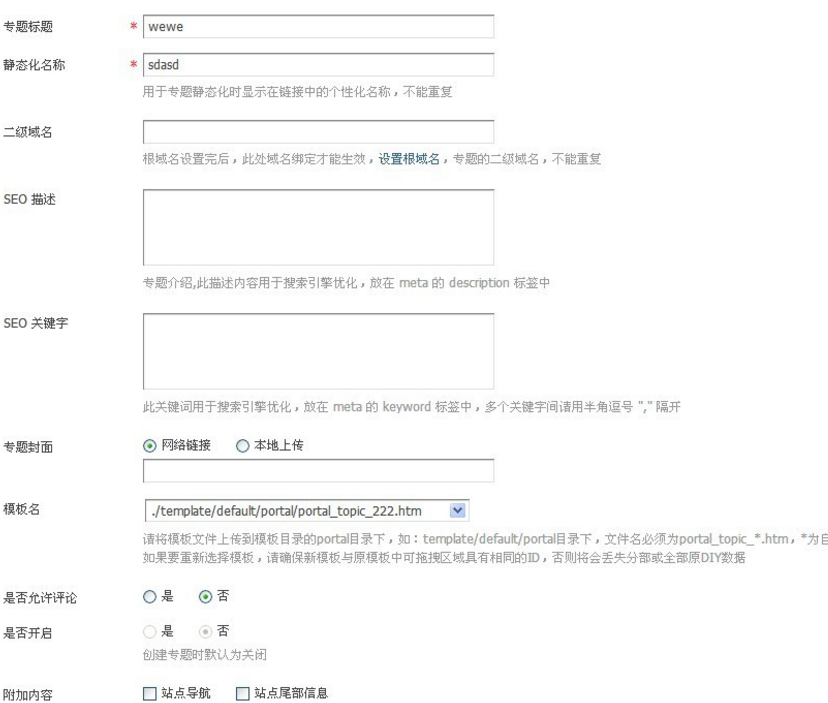 专题标题 * wewe
静态化名称 * sdasd
用于专题静态化时显示在链接中的个性化名称，不能重复
二级域名
根域名设置完后，此处域名绑定才能生效，设置根域名，专题的二级域名，不能重复
SEO 描述
专题介绍,此描述内容用于搜索引擎优化，放在 meta 的 description 标签中
SEO 关键字
此关键词用于搜索引擎优化，放在 meta 的 keyword 标签中，多个关键字间请用半角逗号 "," 隔开
专题封面 网络链接 本地上传
模板名 ./template/default/portal/portal_topic_222.htm
请将模板文件上传到模板目录的portal目录下，如：template/default/portal目录下，文件名必须为portal_topic_*.htm，*为自
如果要重新选择模板，请确保新模板与原模板中可拖拽区域具有相同的ID，否则将会丢失分部或全部原DIY数据
是否允许评论 是 否
是否开启 是 否
创建专题时默认为关闭
附加内容 站点导航 站点尾部信息